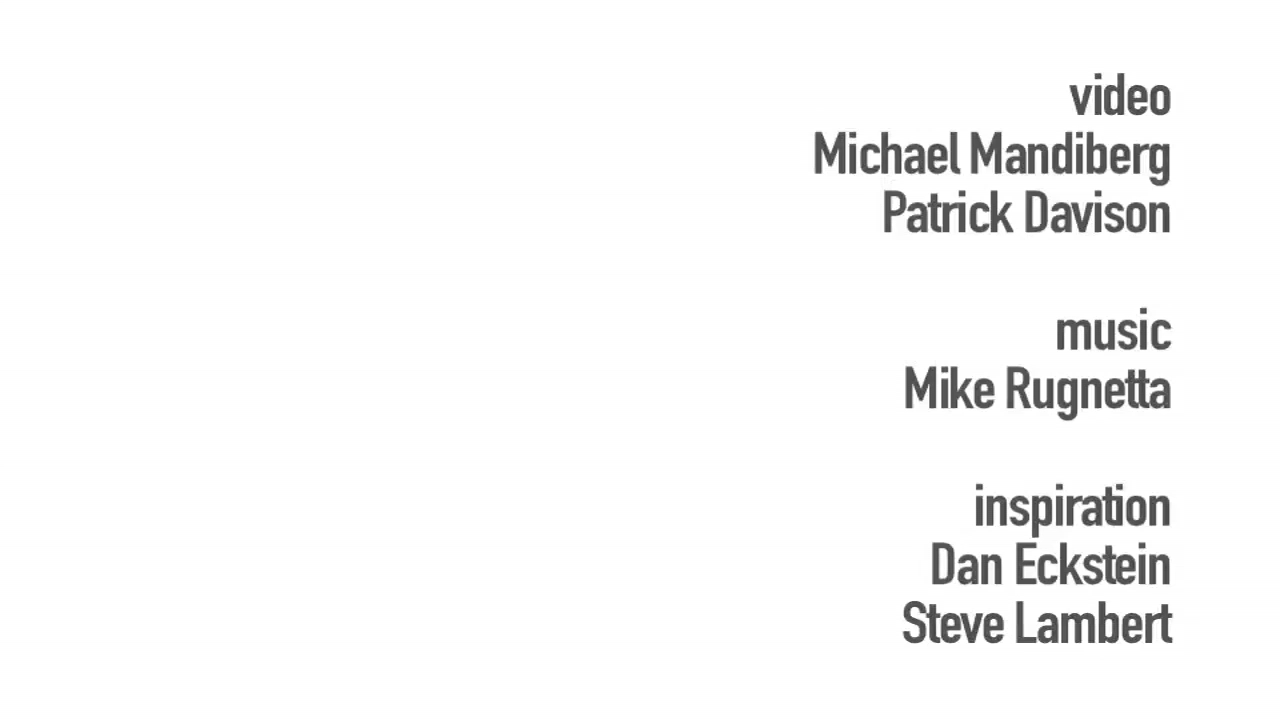 video
Michael Mandiberg
Patrick Davison
music
Mike Rugnetta
inspiration
Dan Eckstein
Steve Lambert